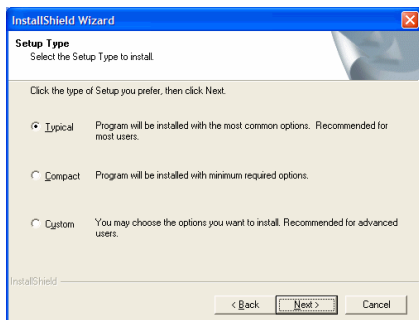 InstallShield Wizard
Setup Type
Select the Setup Type to install.
Click the type of Setup you prefer, then click Next.
Typical Program will be installed with the most common options. Recommended for
most users.
Compact Program will be installed with minimum required options.
Custom You may choose the options you want to install. Recommended for advanced
users.
InstallShield
< Back Next > Cancel